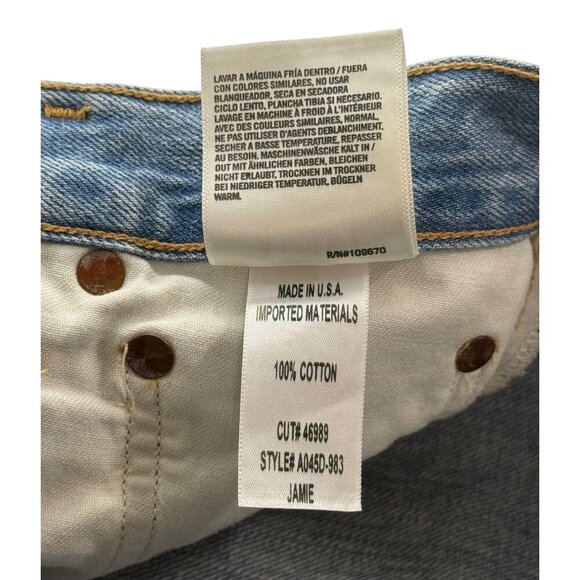 LAVAR A MÁQUINA FRÍA DENTRO / FUERA
CON COLORES SIMILARES, NO USAR
BLANQUEADOR, SECA EN SECADORA
CICLO LENTO, PLANCHA TIBIA SI NECESARIO.
LAVAGE EN MACHINE À FROID À L'INTÉRIEUR
AVEC DES COULEURS SIMILAIRES, NORMAL,
NE PAS UTILISER D'AGENTS DEBLANCHIMENT,
SECHER A BASSE TEMPERATURE, REPASSER
AU BESOIN. MASCHINENWÄSCHE KALT IN /
OUT MIT ÄHNLICHEN FARBEN, BLEICHEN
NICHT ERLAUBT, TROCKNEN IM TROCKNER
BEI NIEDRIGER TEMPERATUR, BÜGELN
WARM.
R/N#109670
MADE IN U.S.A.
IMPORTED MATERIALS
100% COTTON
CUT# 46989
STYLE# A045D-983
JAMIE